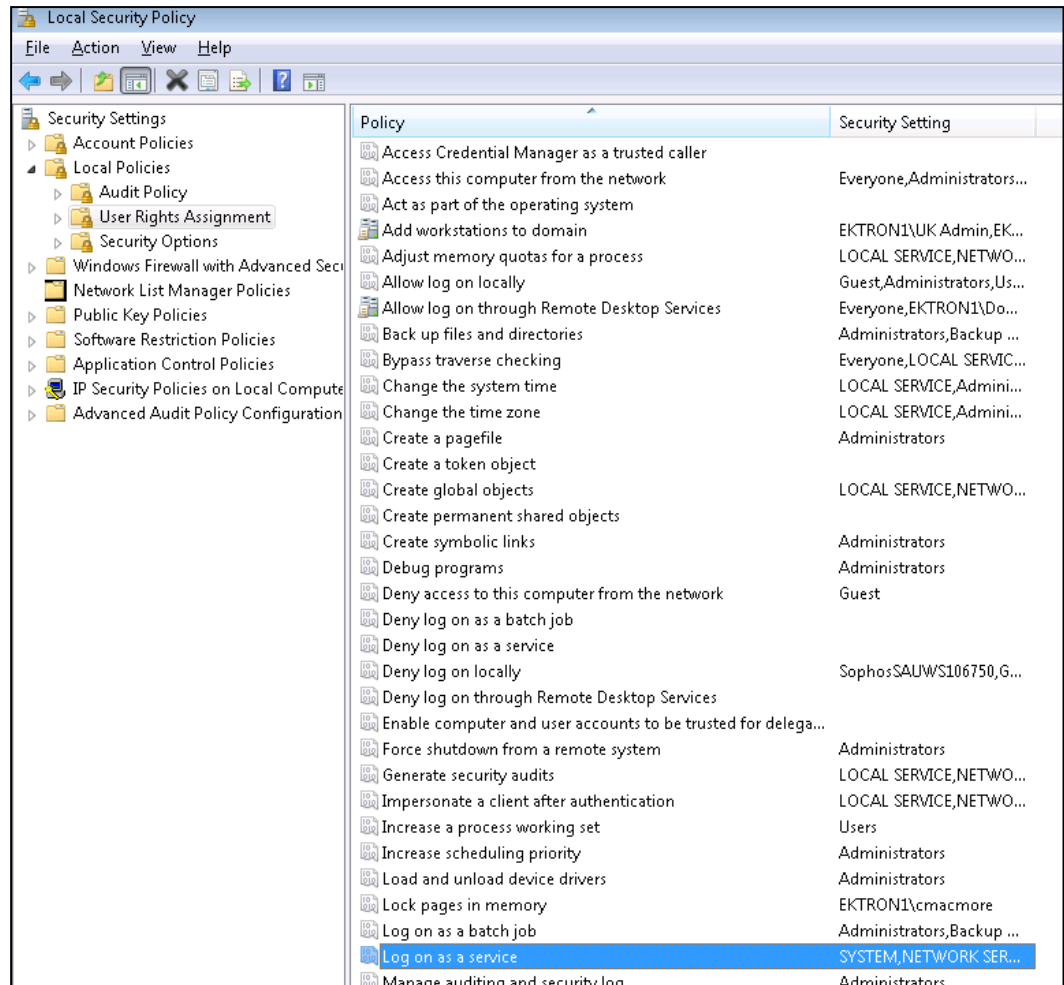 Local Security Policy
File Action View Help
Security Settings
Account Policies
Local Policies
Audit Policy
User Rights Assignment
Security Options
Windows Firewall with Advanced Secu
Network List Manager Policies
Public Key Policies
Software Restriction Policies
Application Control Policies
IP Security Policies on Local Compute
Advanced Audit Policy Configuration
Policy Security Setting
Access Credential Manager as a trusted caller
Access this computer from the network Everyone,Administrators...
Act as part of the operating system
Add workstations to domain EKTRON1\UK Admin,EK...
Adjust memory quotas for a process LOCAL SERVICE,NETWO...
Allow log on locally Guest,Administrators,Us...
Allow log on through Remote Desktop Services Everyone,EKTRON1\Do...
Back up files and directories Administrators,Backup ...
Bypass traverse checking Everyone,LOCAL SERVIC...
Change the system time LOCAL SERVICE,Admini...
Change the time zone LOCAL SERVICE,Admini...
Create a pagefile Administrators
Create a token object
Create global objects LOCAL SERVICE,NETWO...
Create permanent shared objects
Create symbolic links Administrators
Debug programs Administrators
Deny access to this computer from the network Guest
Deny log on as a batch job
Deny log on as a service
Deny log on locally SophosSAUWS106750,G...
Deny log on through Remote Desktop Services
Enable computer and user accounts to be trusted for delega...
Force shutdown from a remote system Administrators
Generate security audits LOCAL SERVICE,NETWO...
Impersonate a client after authentication LOCAL SERVICE,NETWO...
Increase a process working set Users
Increase scheduling priority Administrators
Load and unload device drivers Administrators
Lock pages in memory EKTRON1\cmacmore
Log on as a batch job Administrators,Backup ...
Log on as a service SYSTEM,NETWORK SER...
Manage auditing and security log Administrators